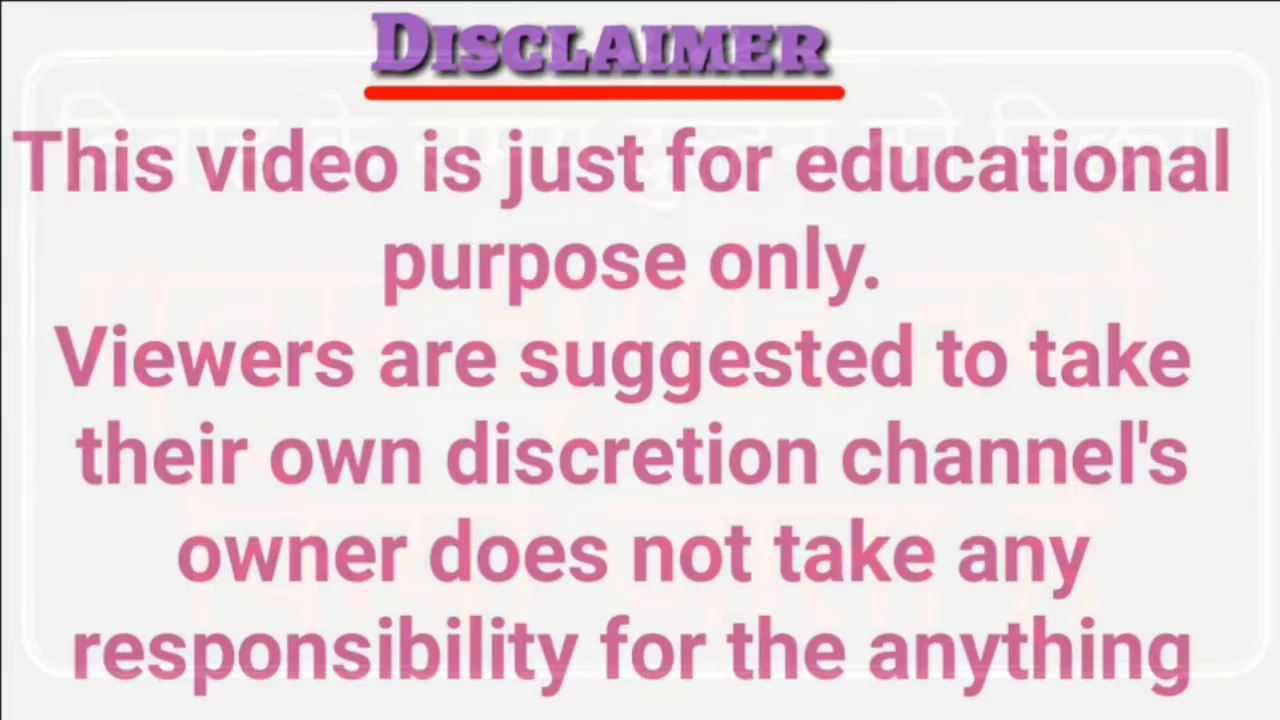 DISCLAIMER
This video is just for educational
purpose only.
Viewers are suggested to take
their own discretion channel's
owner does not take any
responsibility for the anything